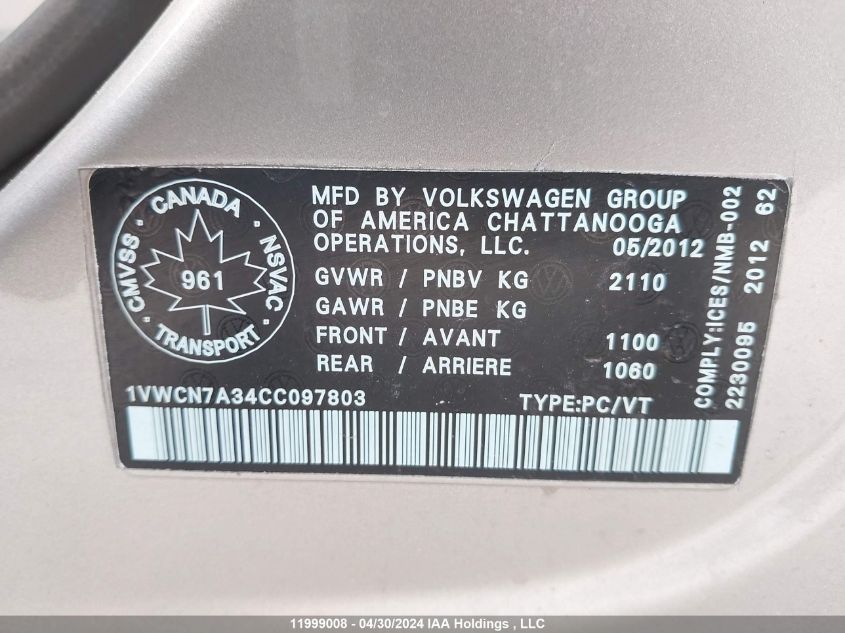 CANADA
CMVSS
NSVAC
961
TRANSPORT
MFD BY VOLKSWAGEN GROUP
OF AMERICA CHATTANOOGA
OPERATIONS, LLC. 05/2012
GVWR / PNBV KG 2110
GAWR / PNBE KG
FRONT / AVANT 1100
REAR / ARRIERE 1060
1VWCN7A34CC097803 TYPE:PC/VT
COMPLY:ICES/NMB-002
2230095 2012 62
11999008 - 04/30/2024 IAA Holdings , LLC